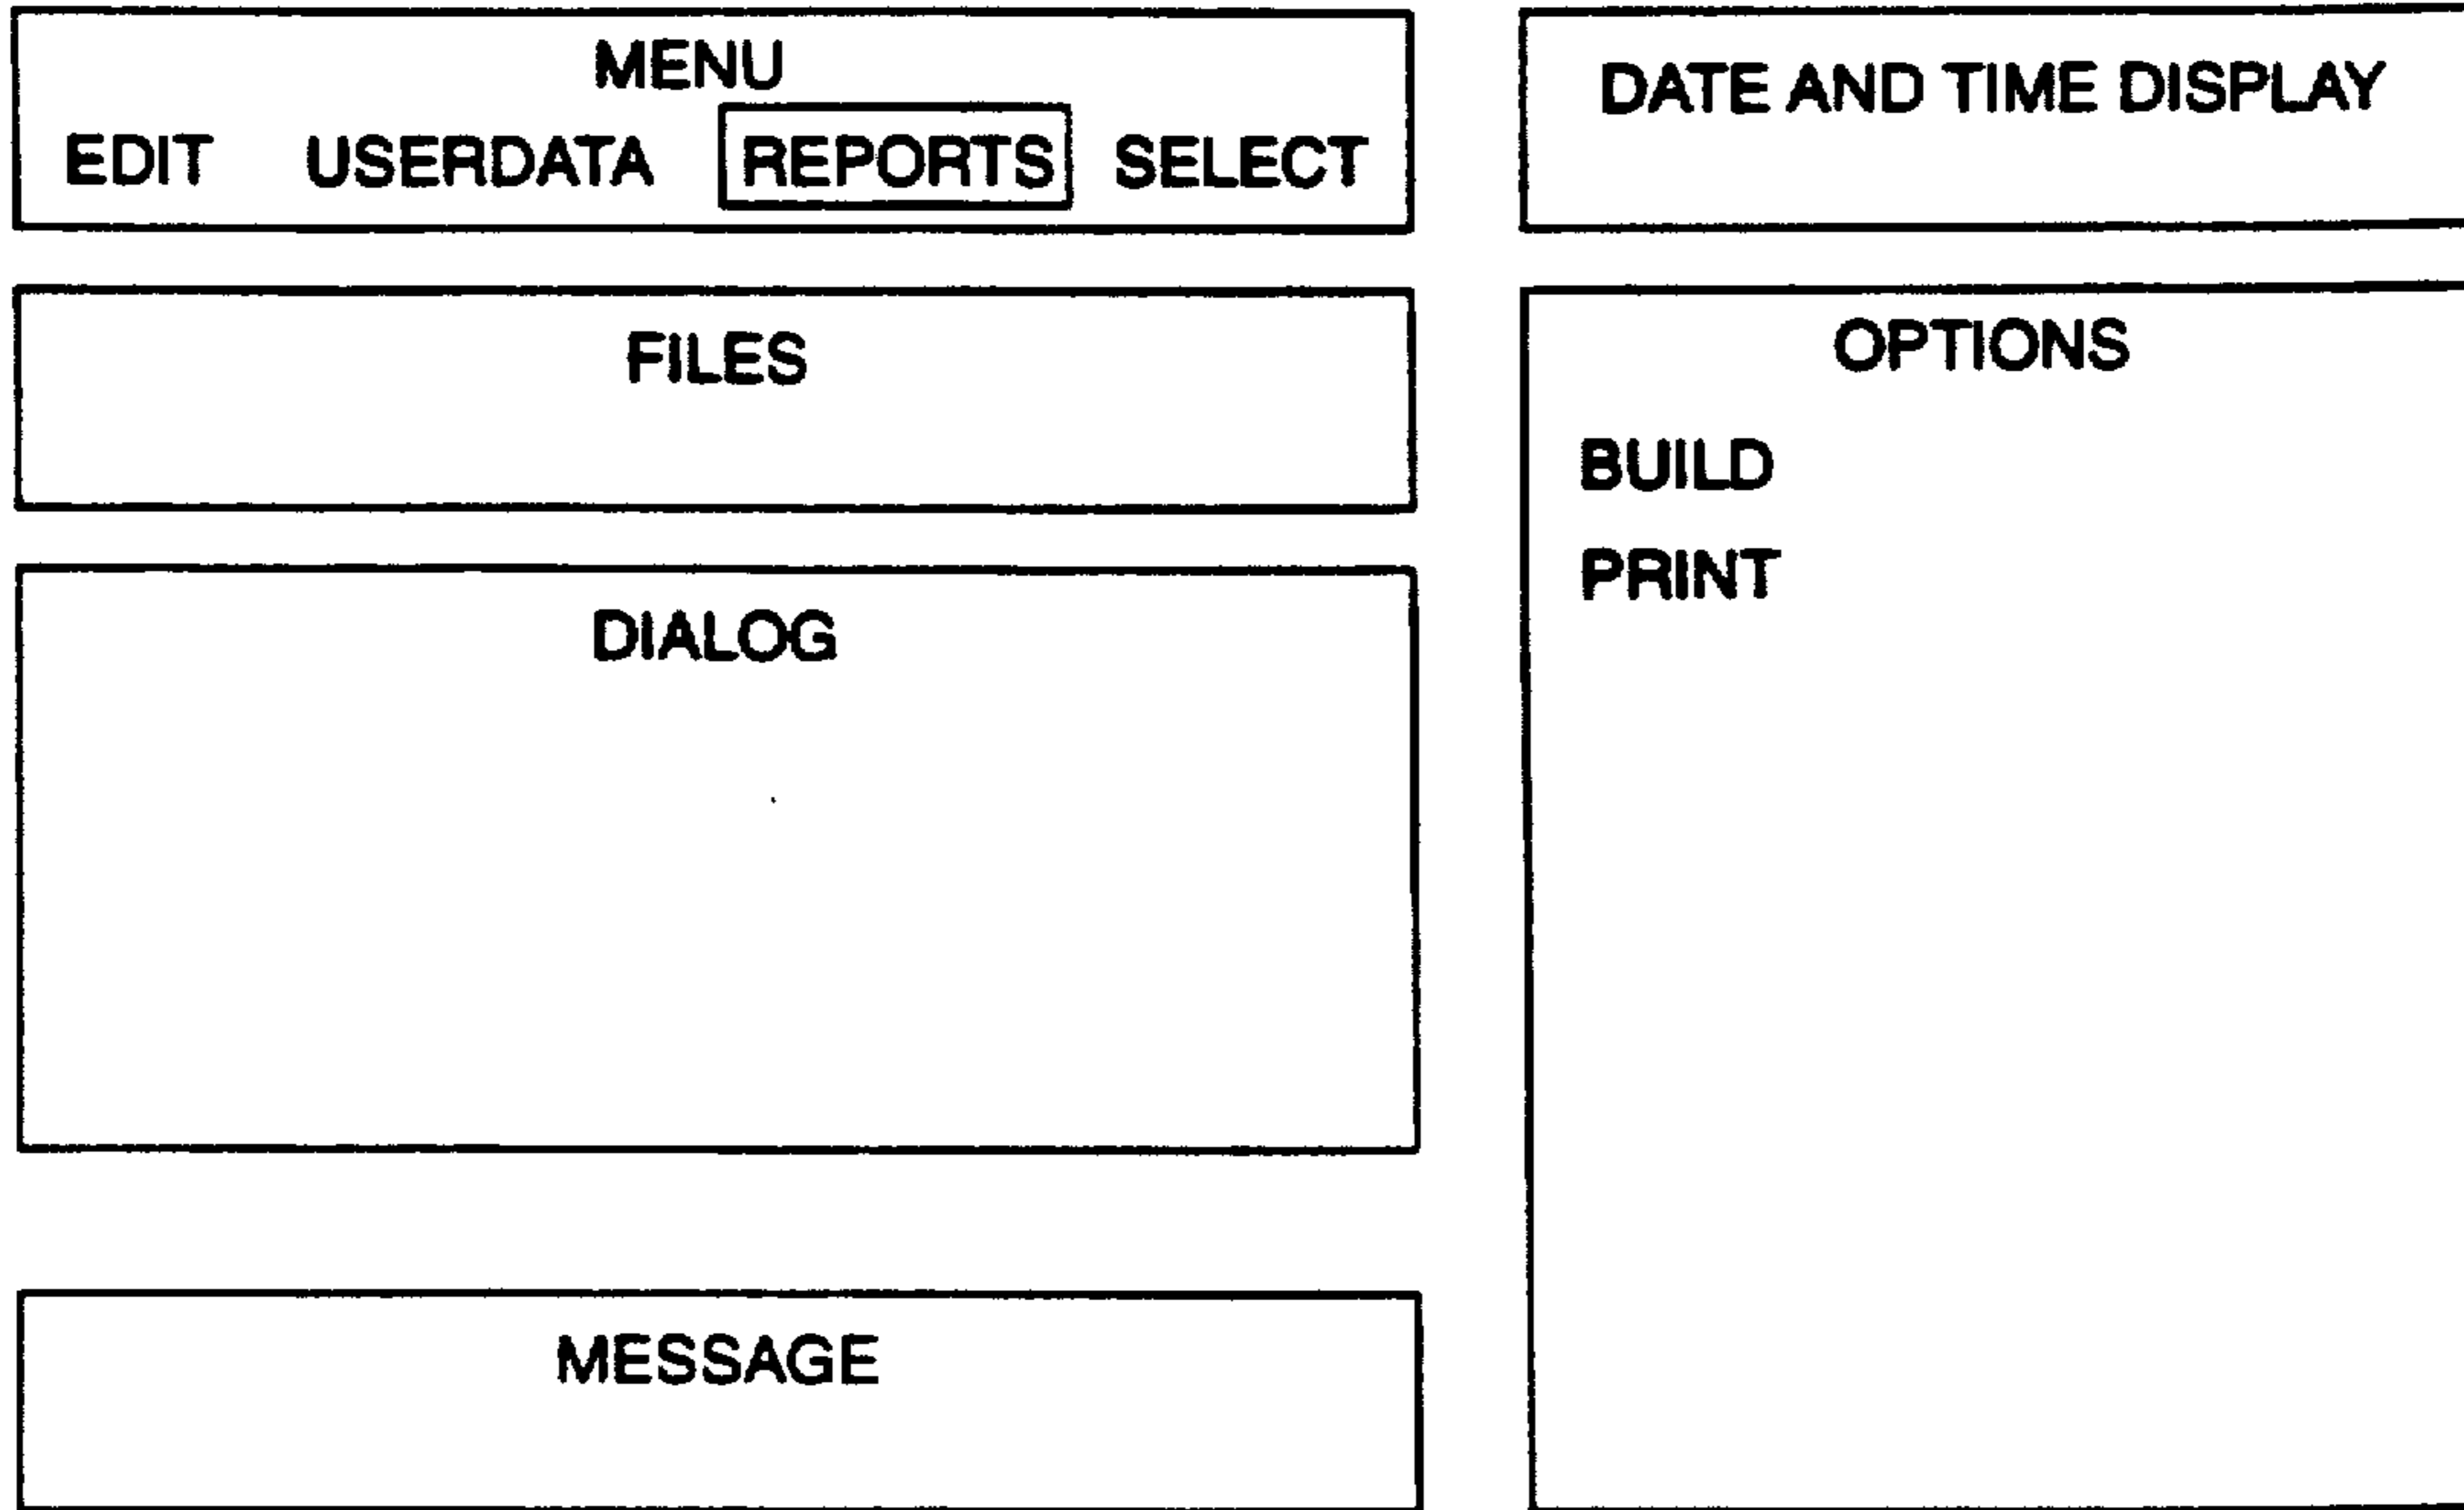 MENU
EDIT USERDATA REPORTS SELECT
DATE AND TIME DISPLAY
FILES
OPTIONS
BUILD
PRINT
DIALOG
MESSAGE